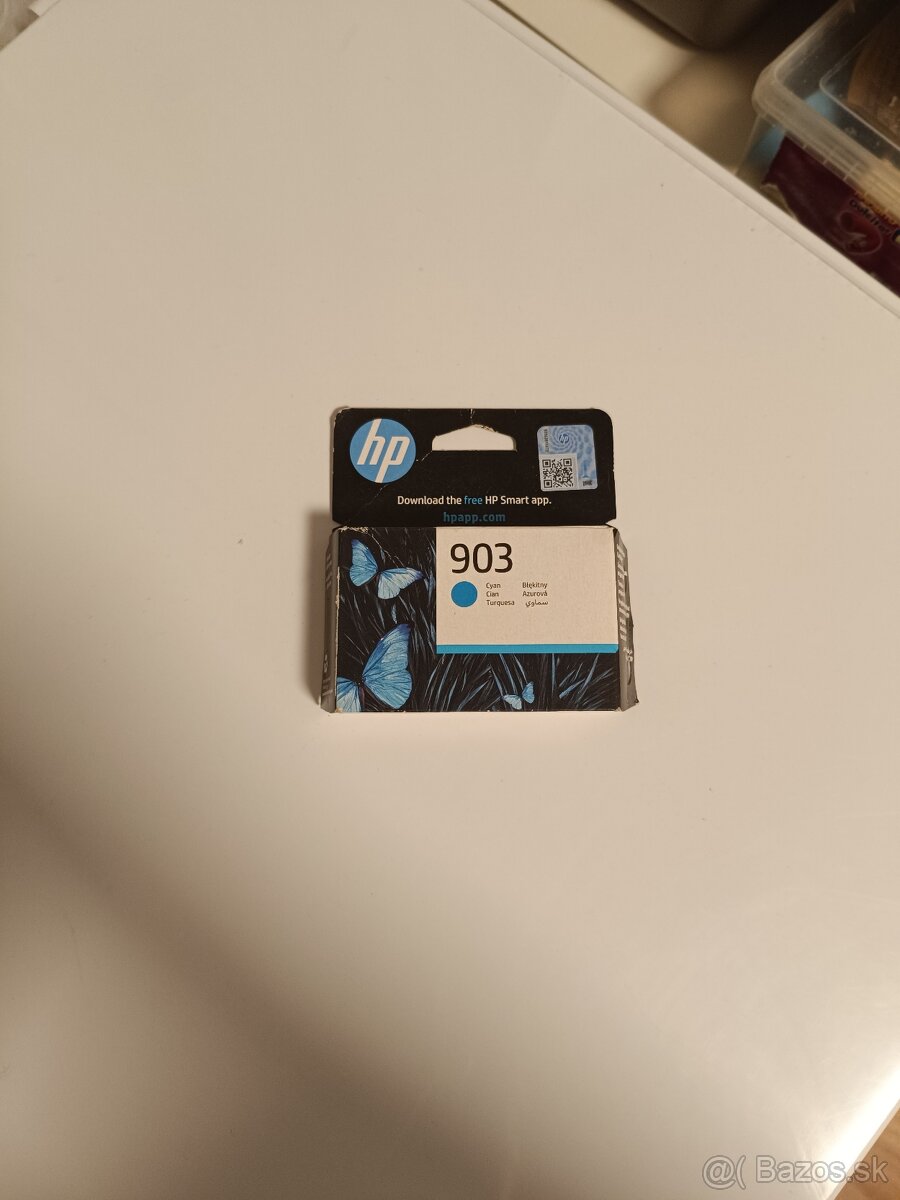 hp
Download the free HP Smart app.
hpapp.com
903
Cyan Błękitny
Cian Azurová
Turquesa سماوي
@( Bazos.sk